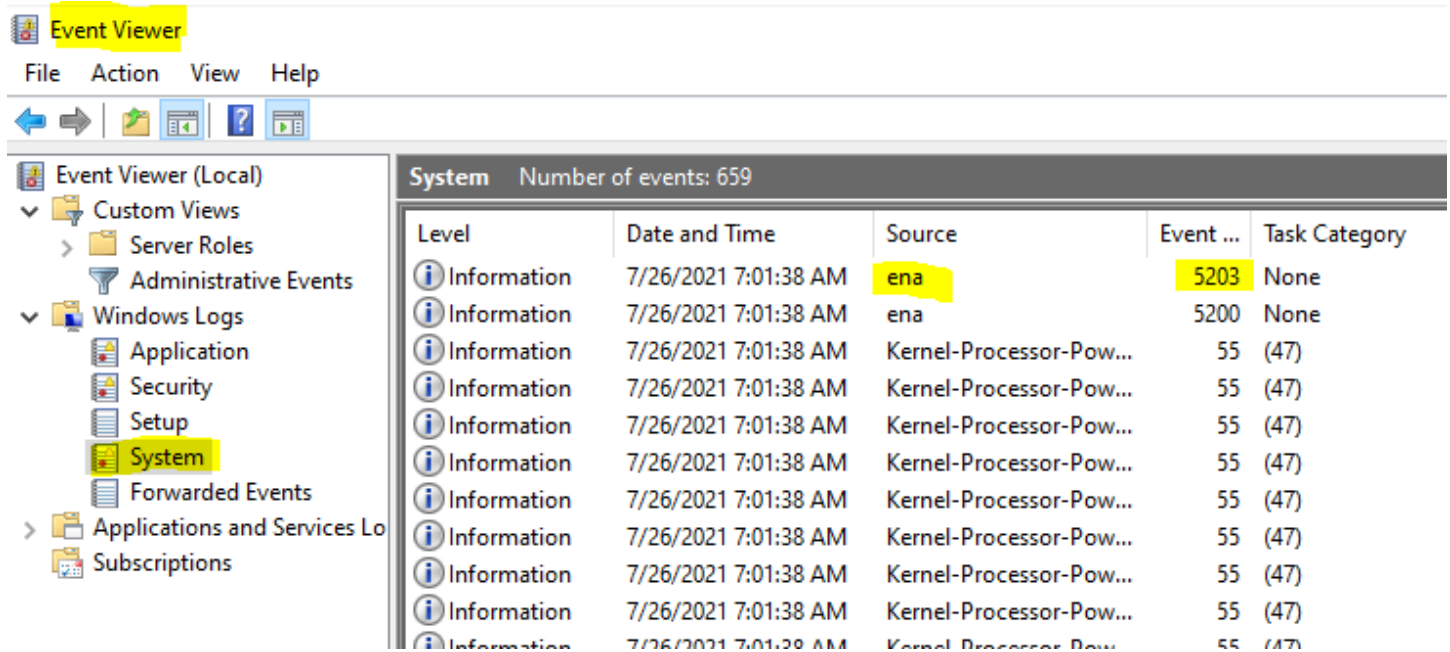 Event Viewer
File Action View Help
Event Viewer (Local)
Custom Views
Server Roles
Administrative Events
Windows Logs
Application
Security
Setup
System
Forwarded Events
Applications and Services Lo
Subscriptions
System Number of events: 659
Level Date and Time Source Event ... Task Category
Information 7/26/2021 7:01:38 AM ena 5203 None
Information 7/26/2021 7:01:38 AM ena 5200 None
Information 7/26/2021 7:01:38 AM Kernel-Processor-Pow... 55 (47)
Information 7/26/2021 7:01:38 AM Kernel-Processor-Pow... 55 (47)
Information 7/26/2021 7:01:38 AM Kernel-Processor-Pow... 55 (47)
Information 7/26/2021 7:01:38 AM Kernel-Processor-Pow... 55 (47)
Information 7/26/2021 7:01:38 AM Kernel-Processor-Pow... 55 (47)
Information 7/26/2021 7:01:38 AM Kernel-Processor-Pow... 55 (47)
Information 7/26/2021 7:01:38 AM Kernel-Processor-Pow... 55 (47)
Information 7/26/2021 7:01:38 AM Kernel-Processor-Pow... 55 (47)
Information 7/26/2021 7:01:38 AM Kernel-Processor-Pow... 55 (47)